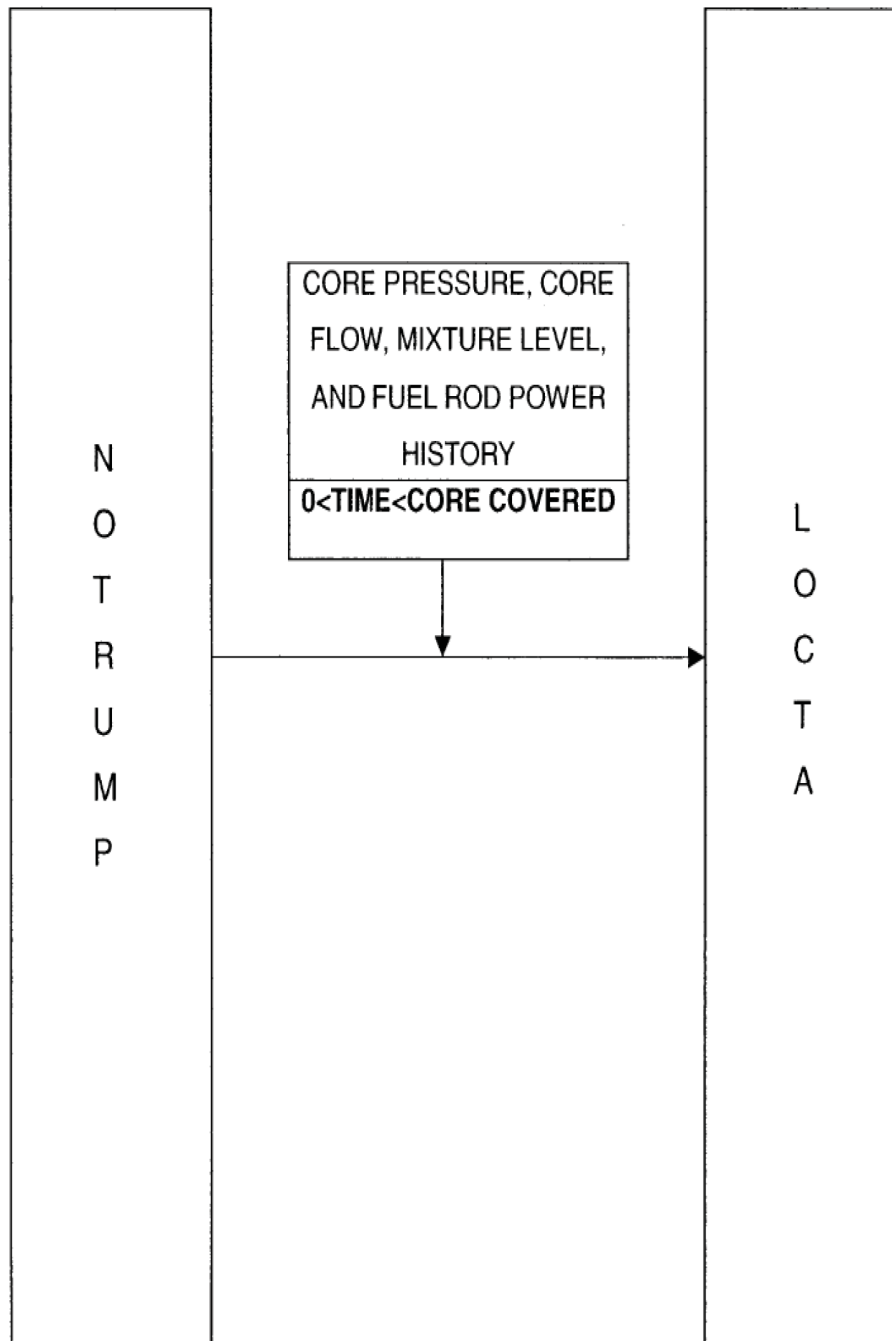 N
O
T
R
U
M
P
CORE PRESSURE, CORE
FLOW, MIXTURE LEVEL,
AND FUEL ROD POWER
HISTORY
0<TIME<CORE COVERED
L
O
C
T
A